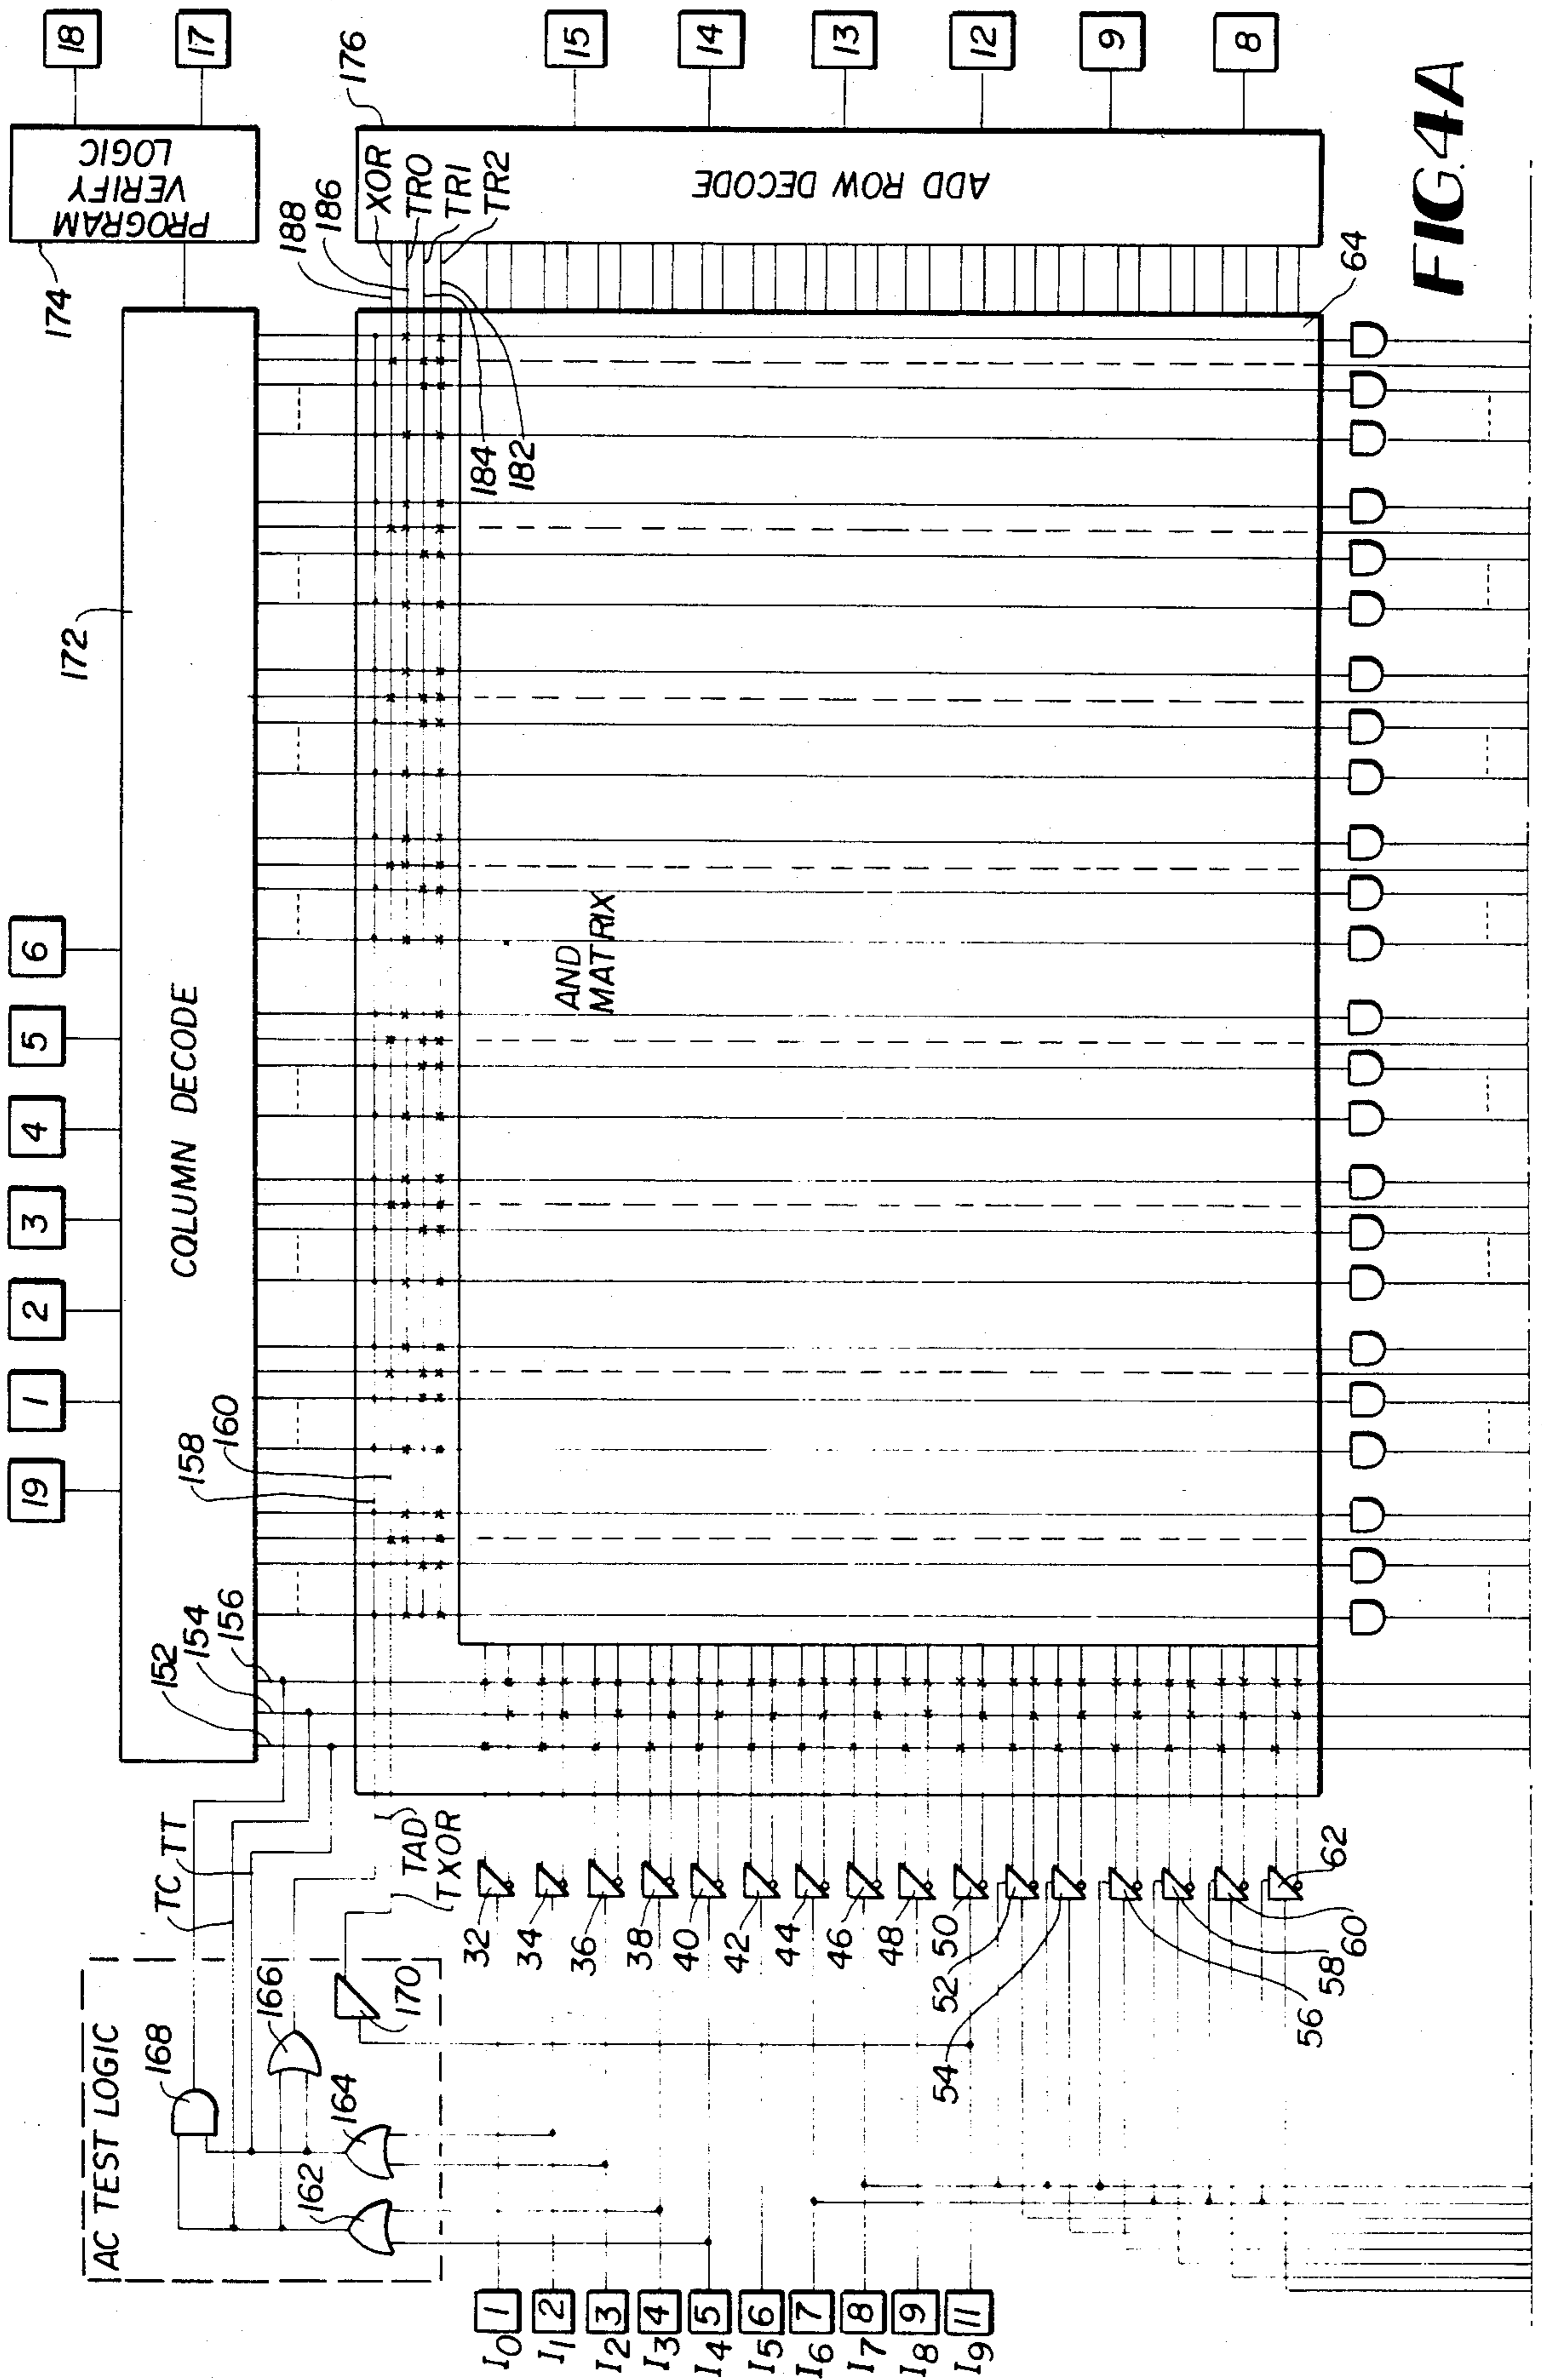 18
17
PROGRAM
VERIFY
LOGIC
174
19
1
2
3
4
5
6
172
COLUMN DECODE
152
154
156
158
160
176
188
186
XOR
TRO
TR1
TR2
184
182
ADD ROW DECODE
15
14
13
12
9
8
64
AND
MATRIX
AC TEST LOGIC
168
166
164
162
170
TC
TT
TAD
TXOR
32
34
36
38
40
42
44
46
48
50
52
54
56
58
60
62
I0 1
I1 2
I2 3
I3 4
I4 5
I5 6
I6 7
I7 8
I8 9
I9 11
FIG.4A